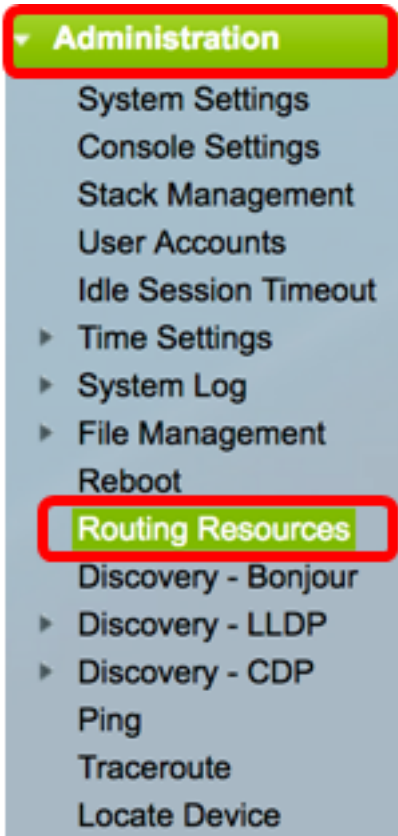 Administration
System Settings
Console Settings
Stack Management
User Accounts
Idle Session Timeout
Time Settings
System Log
File Management
Reboot
Routing Resources
Discovery - Bonjour
Discovery - LLDP
Discovery - CDP
Ping
Traceroute
Locate Device